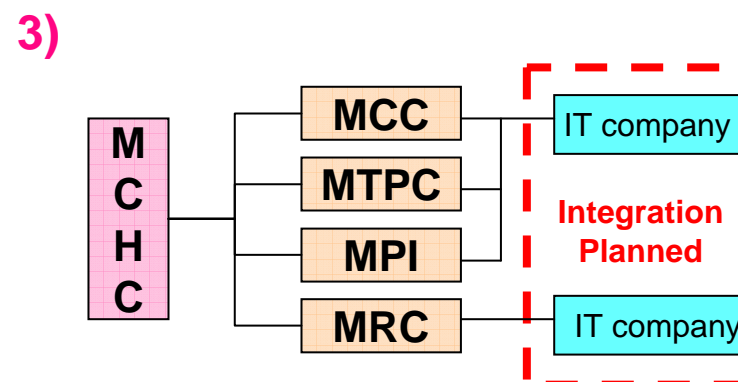 3)
M
C
H
C
MCC
MTPC
MPI
MRC
IT company
Integration
Planned
IT company